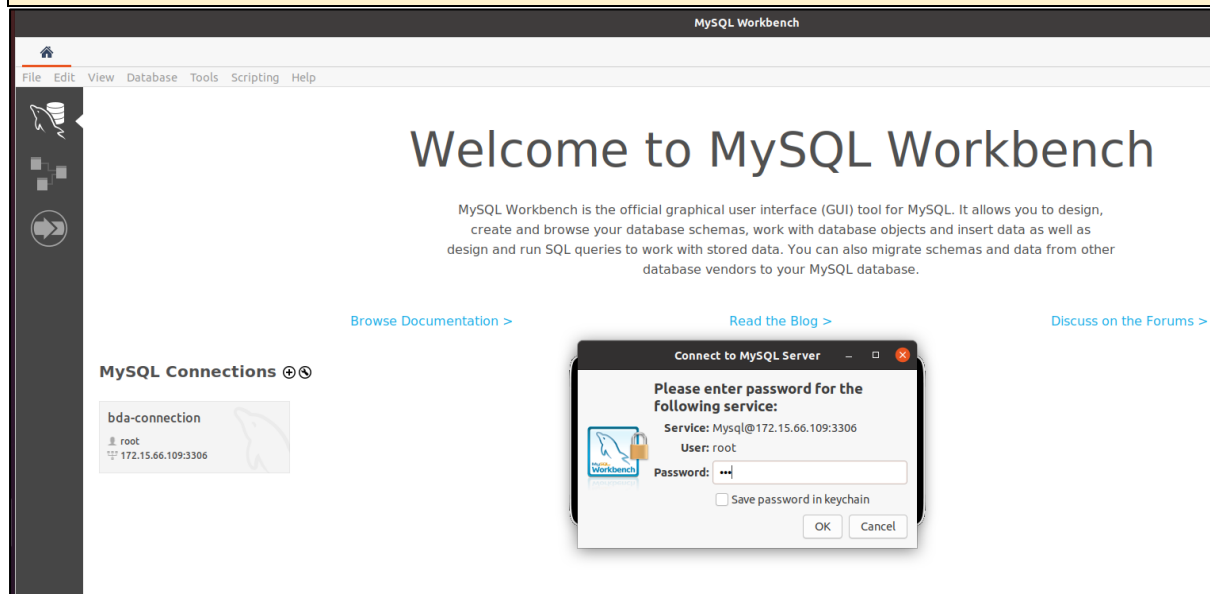 MySQL Workbench
File Edit View Database Tools Scripting Help
Welcome to MySQL Workbench
MySQL Workbench is the official graphical user interface (GUI) tool for MySQL. It allows you to design,
create and browse your database schemas, work with database objects and insert data as well as
design and run SQL queries to work with stored data. You can also migrate schemas and data from other
database vendors to your MySQL database.
Browse Documentation > Read the Blog > Discuss on the Forums >
MySQL Connections
bda-connection
root
172.15.66.109:3306
Connect to MySQL Server
Please enter password for the
following service:
Service: Mysql@172.15.66.109:3306
User: root
Password: •••
Save password in keychain
OK Cancel
MySQL
Workbench